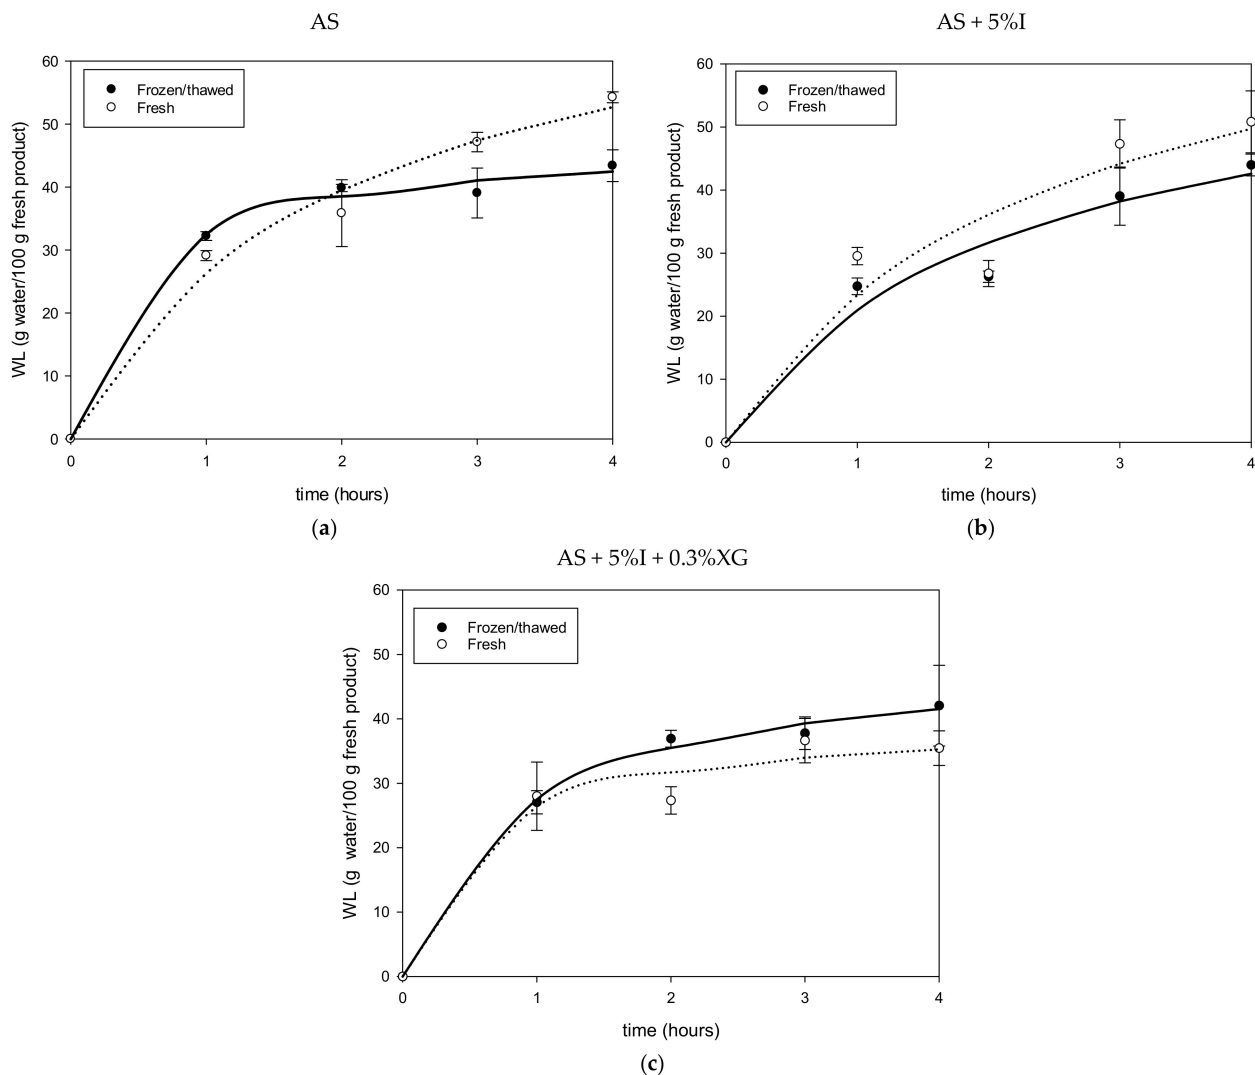 AS
60
50
40
30
20
10
0
WL (g water/100 g fresh product)
Frozen/thawed
Fresh
0 1 2 3 4
time (hours)
(a)
AS + 5%I
60
50
40
30
20
10
0
WL (g water/100 g fresh product)
Frozen/thawed
Fresh
0 1 2 3 4
time (hours)
(b)
AS + 5%I + 0.3%XG
60
50
40
30
20
10
0
WL (g water/100 g fresh product)
Frozen/thawed
Fresh
0 1 2 3 4
time (hours)
(c)